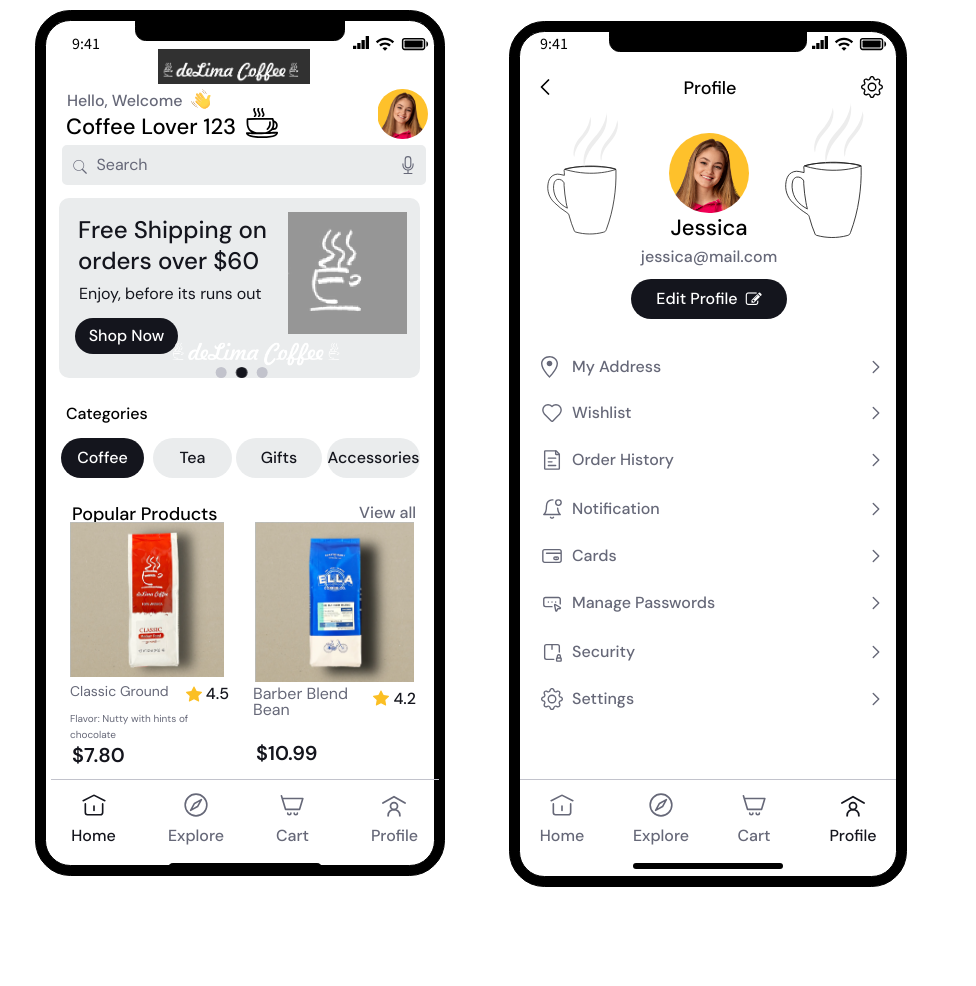 9:41
deLima Coffee
Hello, Welcome 👋
Coffee Lover 123
Search
Free Shipping on
orders over $60
Enjoy, before its runs out
Shop Now
deLima Coffee
Categories
Coffee
Tea
Gifts
Accessories
Popular Products
View all
deLima Coffee
CLASSIC
ELLA
Classic Ground
4.5
Flavor: Nutty with hints of
chocolate
$7.80
Barber Blend
Bean
4.2
$10.99
Home
Explore
Cart
Profile
9:41
Profile
Jessica
jessica@mail.com
Edit Profile
My Address
Wishlist
Order History
Notification
Cards
Manage Passwords
Security
Settings
Home
Explore
Cart
Profile